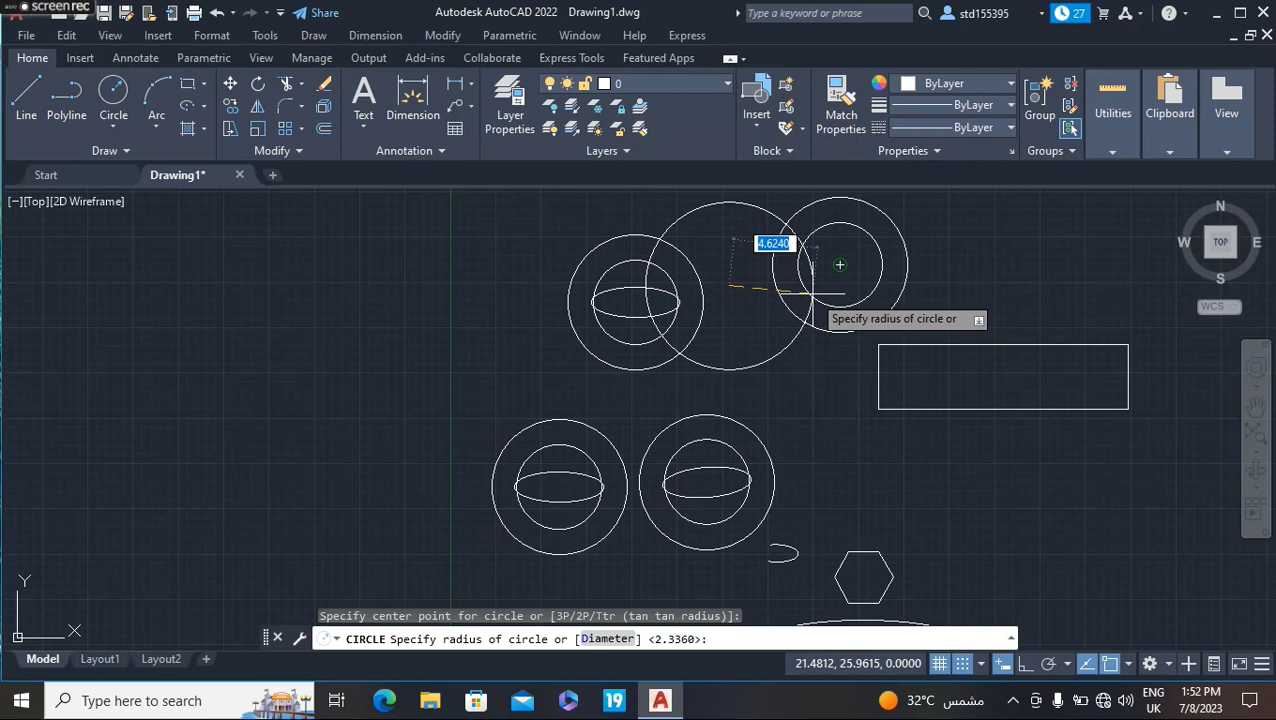 screen rec
Share
Autodesk AutoCAD 2022 Drawing1.dwg
Type a keyword or phrase
std155395
27
File Edit View Insert Format Tools Draw Dimension Modify Parametric Window Help Express
Home Insert Annotate Parametric View Manage Output Add-ins Collaborate Express Tools Featured Apps
0
ByLayer
ByLayer
ByLayer
Line Polyline Circle Arc
Text Dimension
Layer Properties
Insert
Match Properties
Group
Utilities Clipboard View
Draw Modify Annotation Layers Block Properties Groups
Start Drawing1*
[−][Top][2D Wireframe]
N
W TOP E
S
WCS
4.6240
Specify radius of circle or
Y
X
Specify center point for circle or [3P/2P/Ttr (tan tan radius)]:
CIRCLE Specify radius of circle or [Diameter] <2.3360>:
Model Layout1 Layout2 +
21.4812, 25.9615, 0.0000
Type here to search
19
A
32°C مشمس
ENG
UK
1:52 PM
7/8/2023